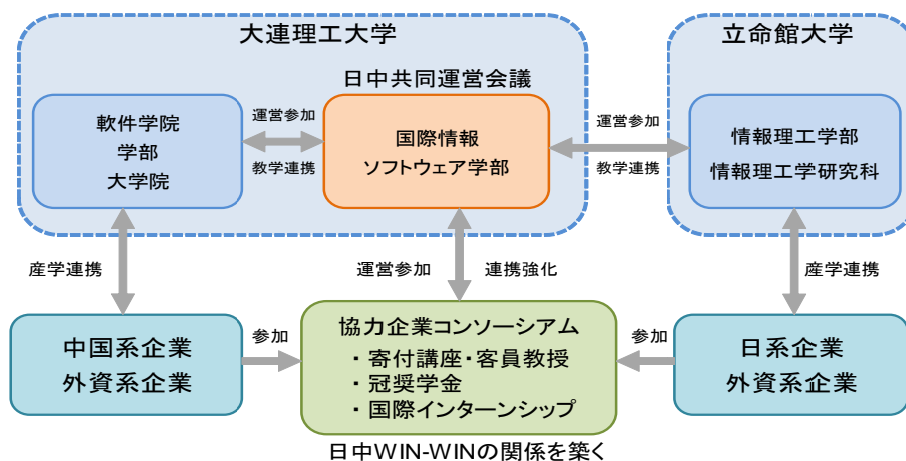 大連理工大学
立命館大学
日中共同運営会議
軟件学院
学部
大学院
運営参加
教学連携
国際情報
ソフトウェア学部
運営参加
教学連携
情報理工学部
情報理工学研究科
産学連携
運営参加
連携強化
産学連携
中国系企業
外資系企業
参加
協力企業コンソーシアム
・寄付講座・客員教授
・冠奨学金
・国際インターンシップ
参加
日系企業
外資系企業
日中WIN-WINの関係を築く